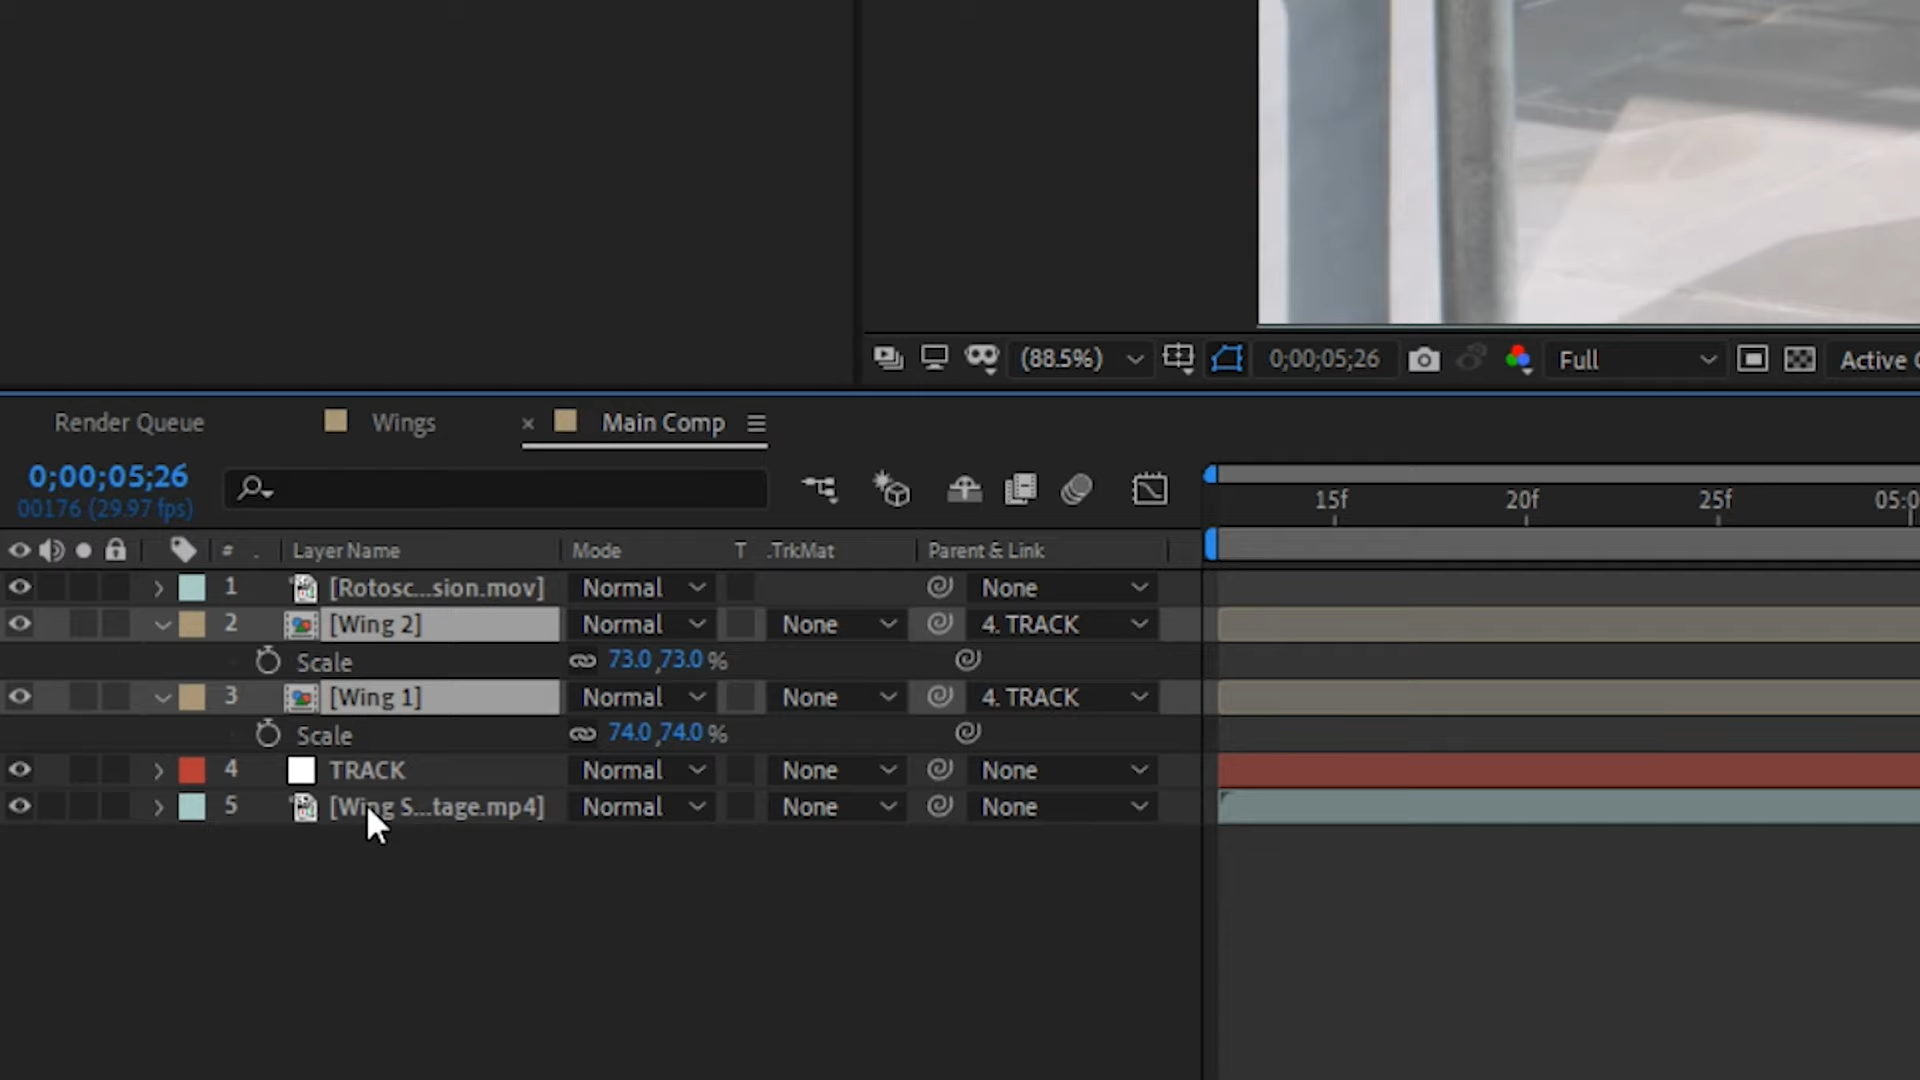 (88.5%) 0;00;05;26 Full Active
Render Queue Wings × Main Comp
0;00;05;26
00176 (29.97 fps)
15f 20f 25f 05:0
# . Layer Name Mode T .TrkMat Parent & Link
1 [Rotosc...sion.mov] Normal None
2 [Wing 2] Normal None 4. TRACK
Scale 73.0,73.0%
3 [Wing 1] Normal None 4. TRACK
Scale 74.0,74.0%
4 TRACK Normal None None
5 [Wing S...tage.mp4] Normal None None